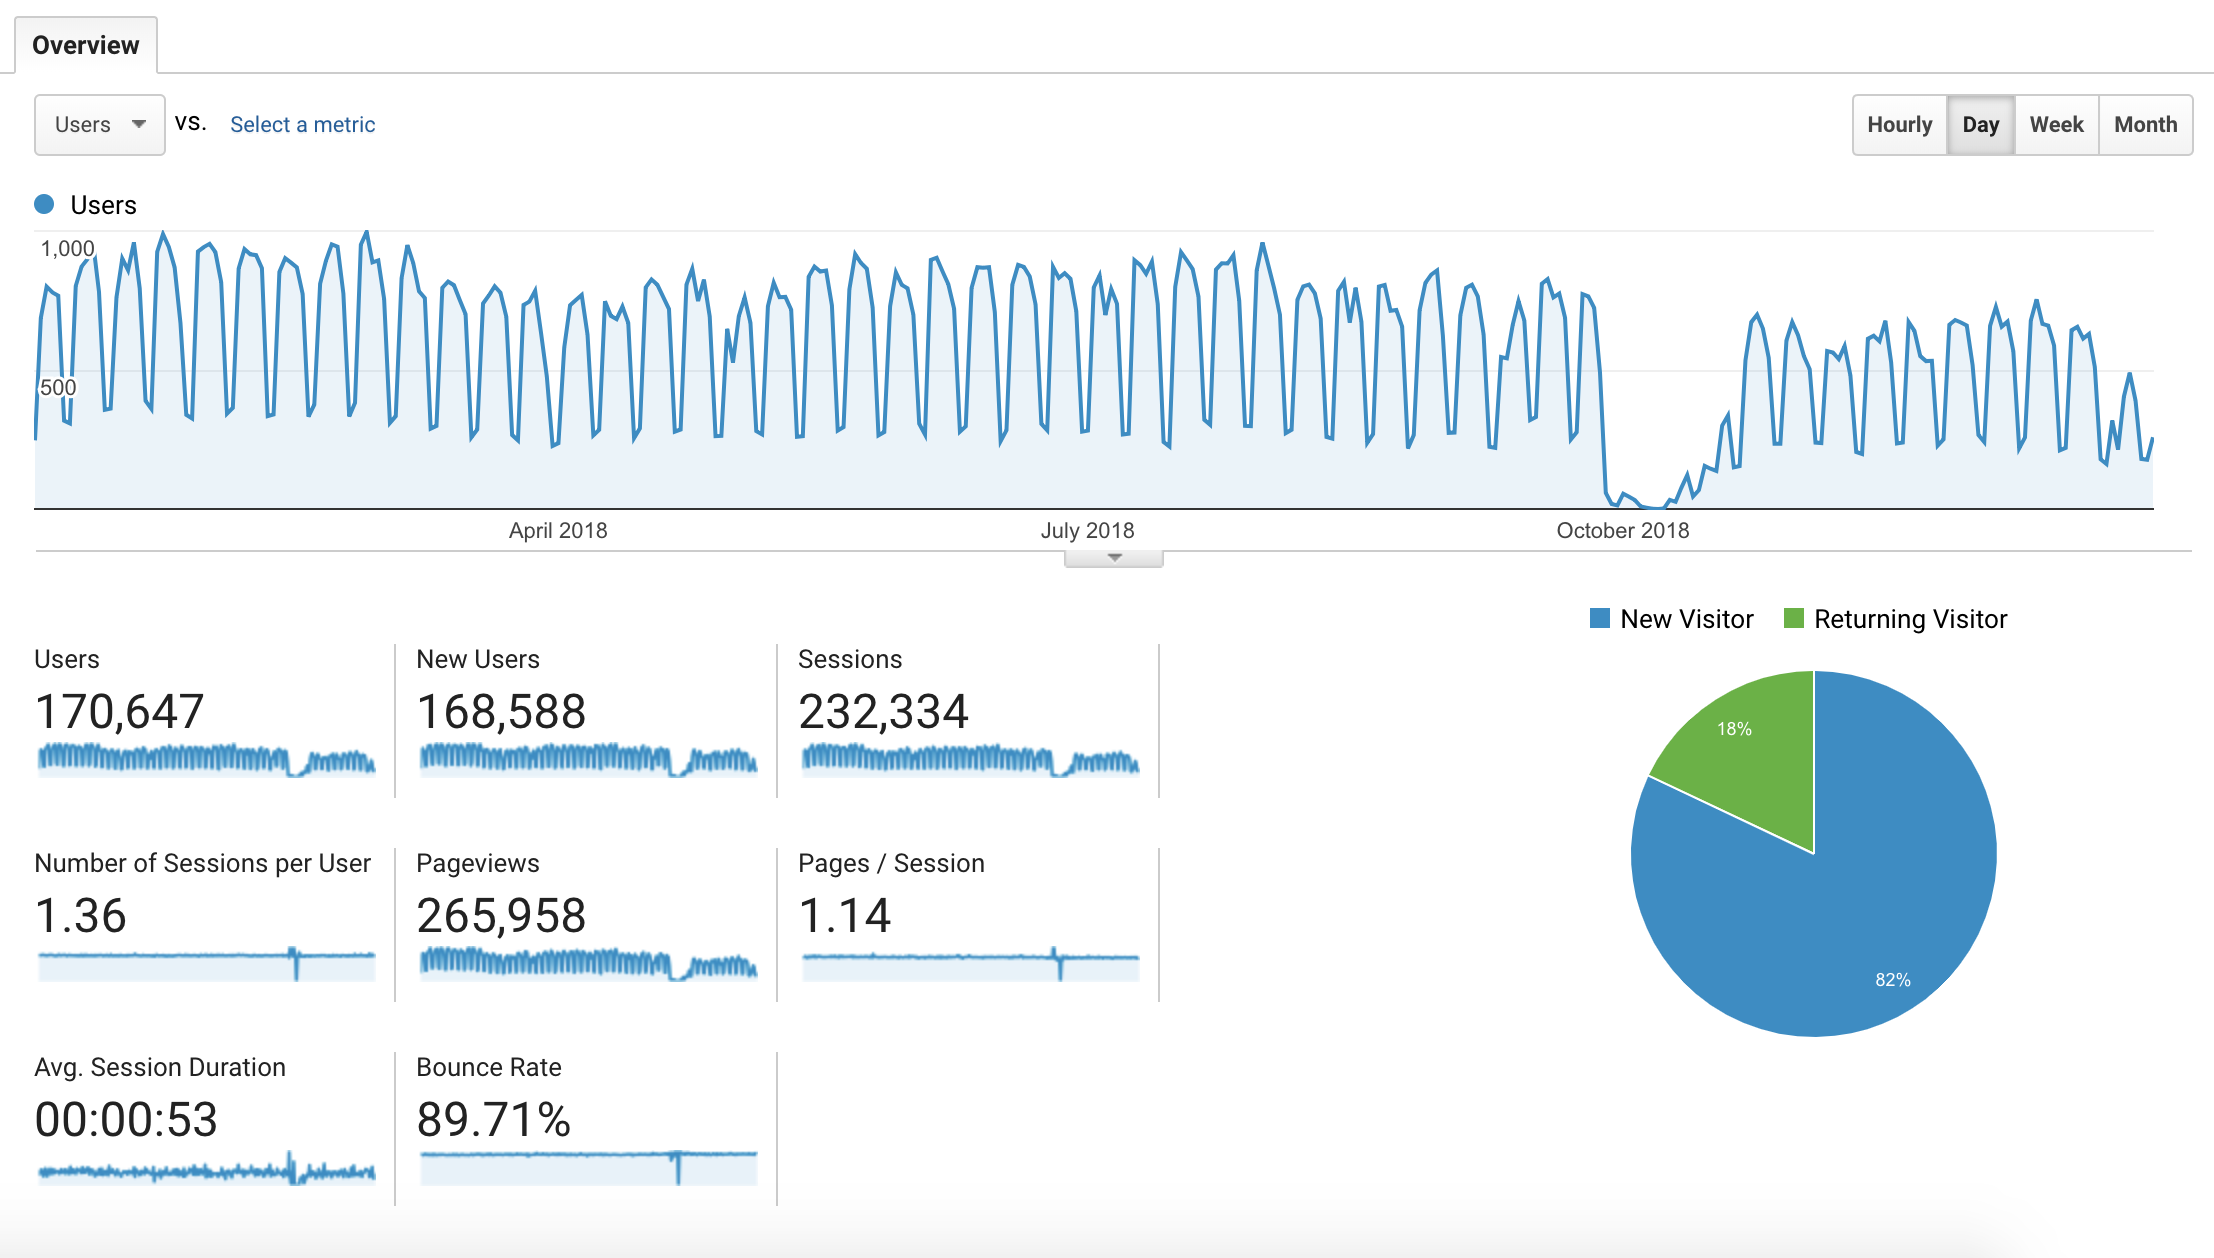 Overview
Users vs. Select a metric
Hourly Day Week Month
Users
1,000
500
April 2018 July 2018 October 2018
New Visitor Returning Visitor
Users New Users Sessions
170,647 168,588 232,334
18%
Number of Sessions per User Pageviews Pages / Session
1.36 265,958 1.14
82%
Avg. Session Duration Bounce Rate
00:00:53 89.71%